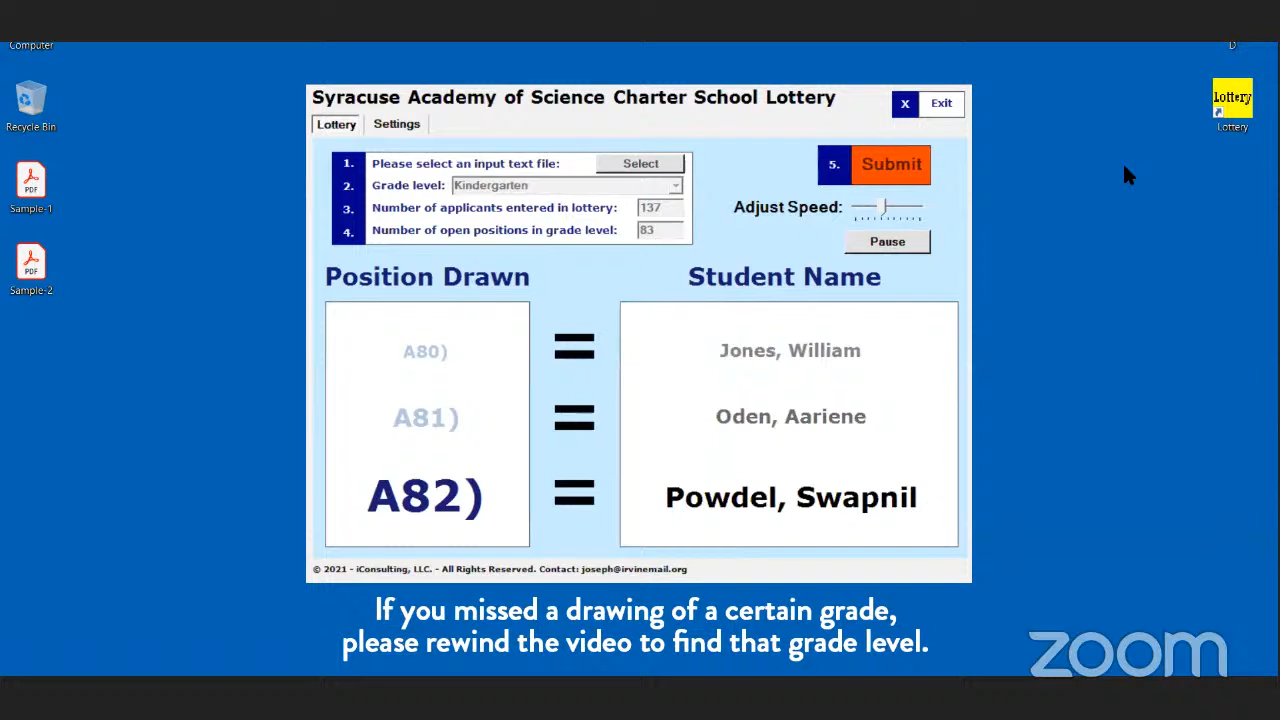 Computer
D
Recycle Bin
PDF
Sample-1
PDF
Sample-2
Lottery
Lottery
Syracuse Academy of Science Charter School Lottery
X Exit
Lottery Settings
1. Please select an input text file: Select
2. Grade level: Kindergarten
3. Number of applicants entered in lottery: 137
4. Number of open positions in grade level: 83
5. Submit
Adjust Speed:
Pause
Position Drawn Student Name
A80) = Jones, William
A81) = Oden, Aariene
A82) = Powdel, Swapnil
© 2021 - iConsulting, LLC. - All Rights Reserved. Contact: joseph@irvinemail.org
If you missed a drawing of a certain grade,
please rewind the video to find that grade level.
zoom